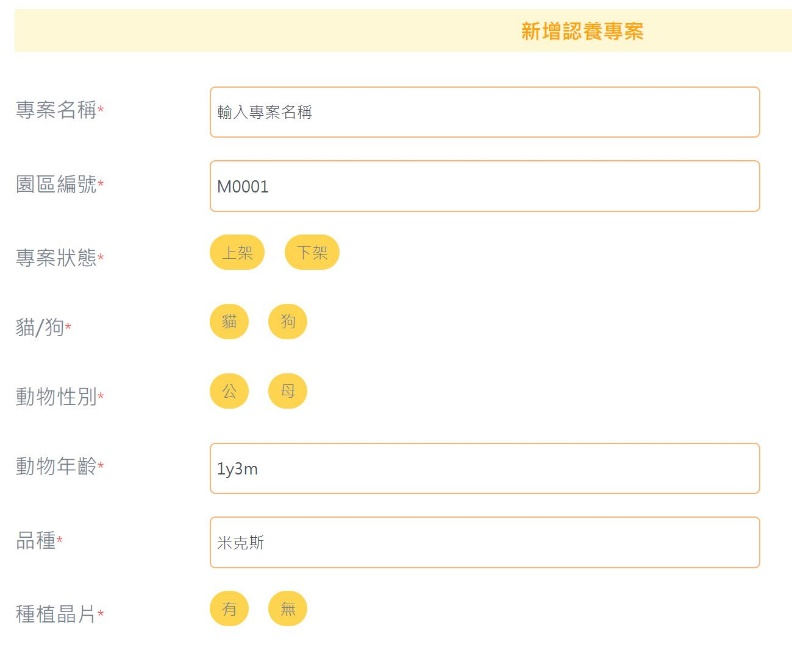 新增認養專案
專案名稱* 輸入專案名稱
園區編號* M0001
專案狀態* 上架 下架
貓/狗* 貓 狗
動物性別* 公 母
動物年齡* 1y3m
品種* 米克斯
種植晶片* 有 無